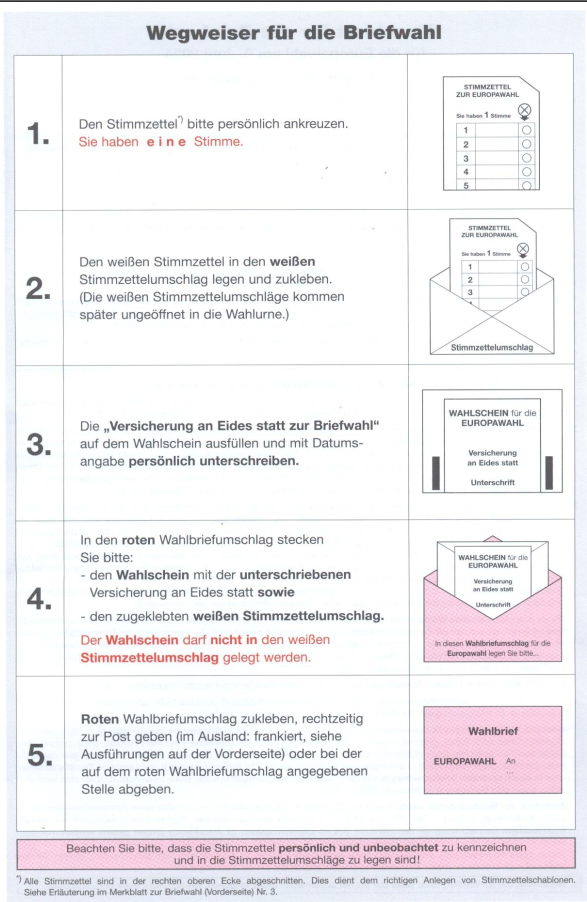 Wegweiser für die Briefwahl
1.
Den Stimmzettel*) bitte persönlich ankreuzen.
Sie haben e i n e Stimme.
STIMMZETTEL
ZUR EUROPAWAHL
Sie haben 1 Stimme
1
2
3
4
5
2.
Den weißen Stimmzettel in den weißen
Stimmzettelumschlag legen und zukleben.
(Die weißen Stimmzettelumschläge kommen
später ungeöffnet in die Wahlurne.)
STIMMZETTEL
ZUR EUROPAWAHL
Sie haben 1 Stimme
1
2
3
Stimmzettelumschlag
3.
Die „Versicherung an Eides statt zur Briefwahl“
auf dem Wahlschein ausfüllen und mit Datums-
angabe persönlich unterschreiben.
WAHLSCHEIN für die
EUROPAWAHL
Versicherung
an Eides statt
Unterschrift
4.
In den roten Wahlbriefumschlag stecken
Sie bitte:
- den Wahlschein mit der unterschriebenen
Versicherung an Eides statt sowie
- den zugeklebten weißen Stimmzettelumschlag.
Der Wahlschein darf nicht in den weißen
Stimmzettelumschlag gelegt werden.
WAHLSCHEIN für die
EUROPAWAHL
Versicherung
an Eides statt
Unterschrift
In diesen Wahlbriefumschlag für die
Europawahl legen Sie bitte...
5.
Roten Wahlbriefumschlag zukleben, rechtzeitig
zur Post geben (im Ausland: frankiert, siehe
Ausführungen auf der Vorderseite) oder bei der
auf dem roten Wahlbriefumschlag angegebenen
Stelle abgeben.
Wahlbrief
EUROPAWAHL An
...
Beachten Sie bitte, dass die Stimmzettel persönlich und unbeobachtet zu kennzeichnen
und in die Stimmzettelumschläge zu legen sind!
*) Alle Stimmzettel sind in der rechten oberen Ecke abgeschnitten. Dies dient dem richtigen Anlegen von Stimmzettelschablonen.
Siehe Erläuterung im Merkblatt zur Briefwahl (Vorderseite) Nr. 3.